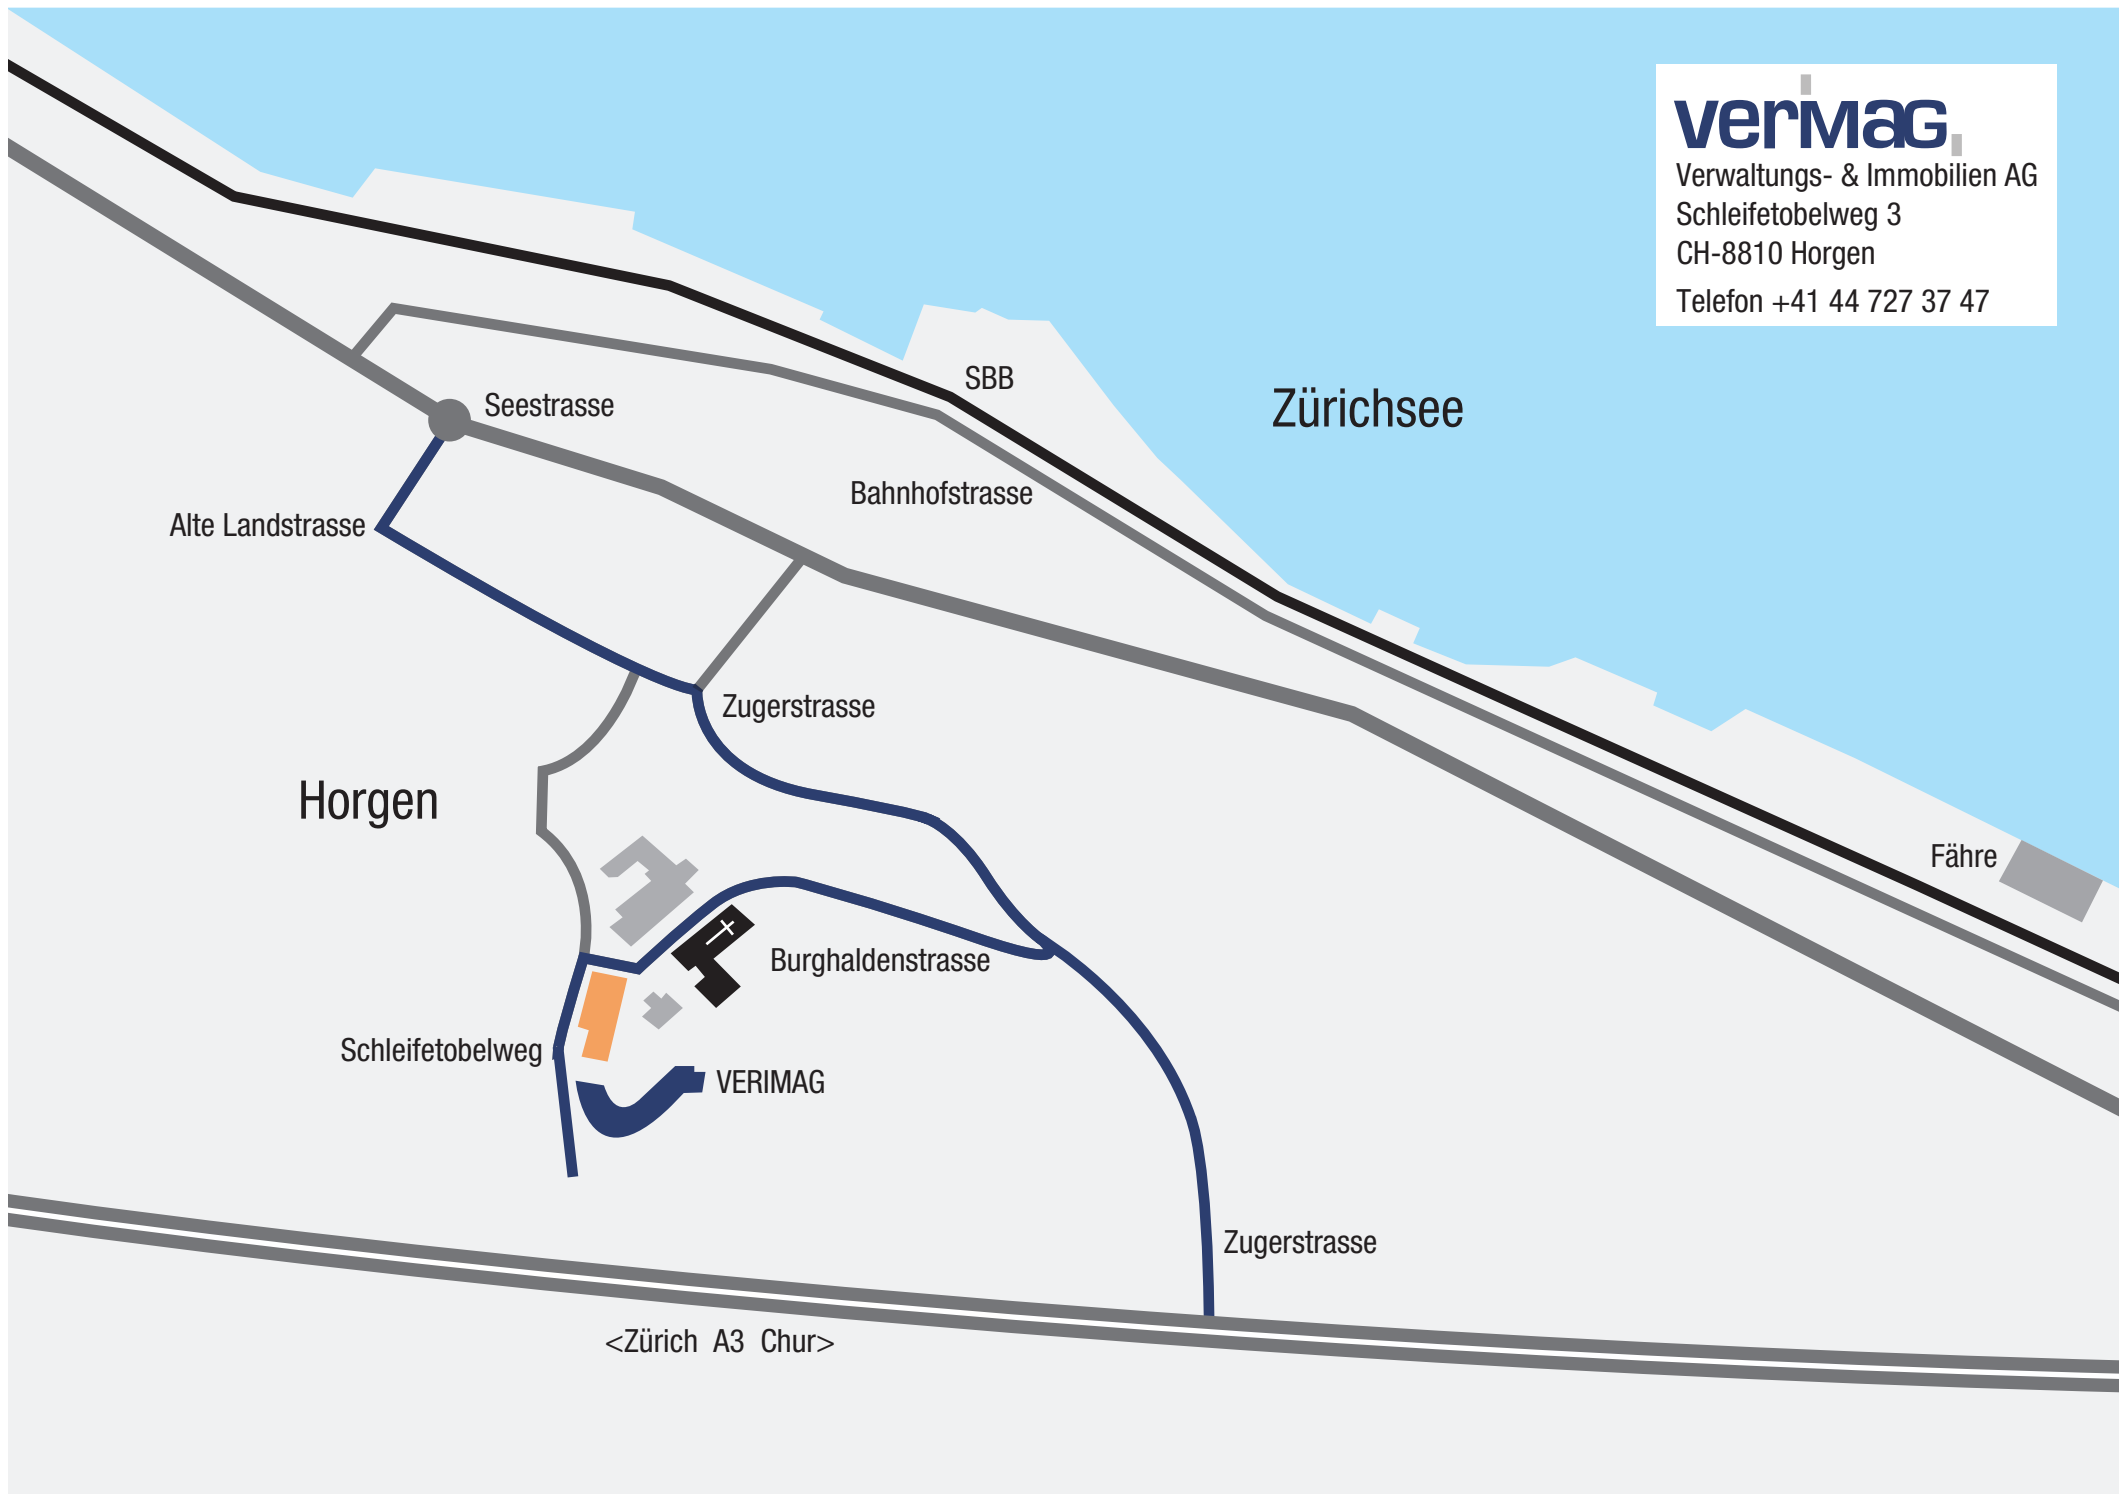 verimag
Verwaltungs- & Immobilien AG
Schleifetobelweg 3
CH-8810 Horgen
Telefon +41 44 727 37 47
SBB
Zürichsee
Seestrasse
Bahnhofstrasse
Alte Landstrasse
Zugerstrasse
Horgen
Fähre
Burghaldenstrasse
Schleifetobelweg
VERIMAG
Zugerstrasse
<Zürich A3 Chur>